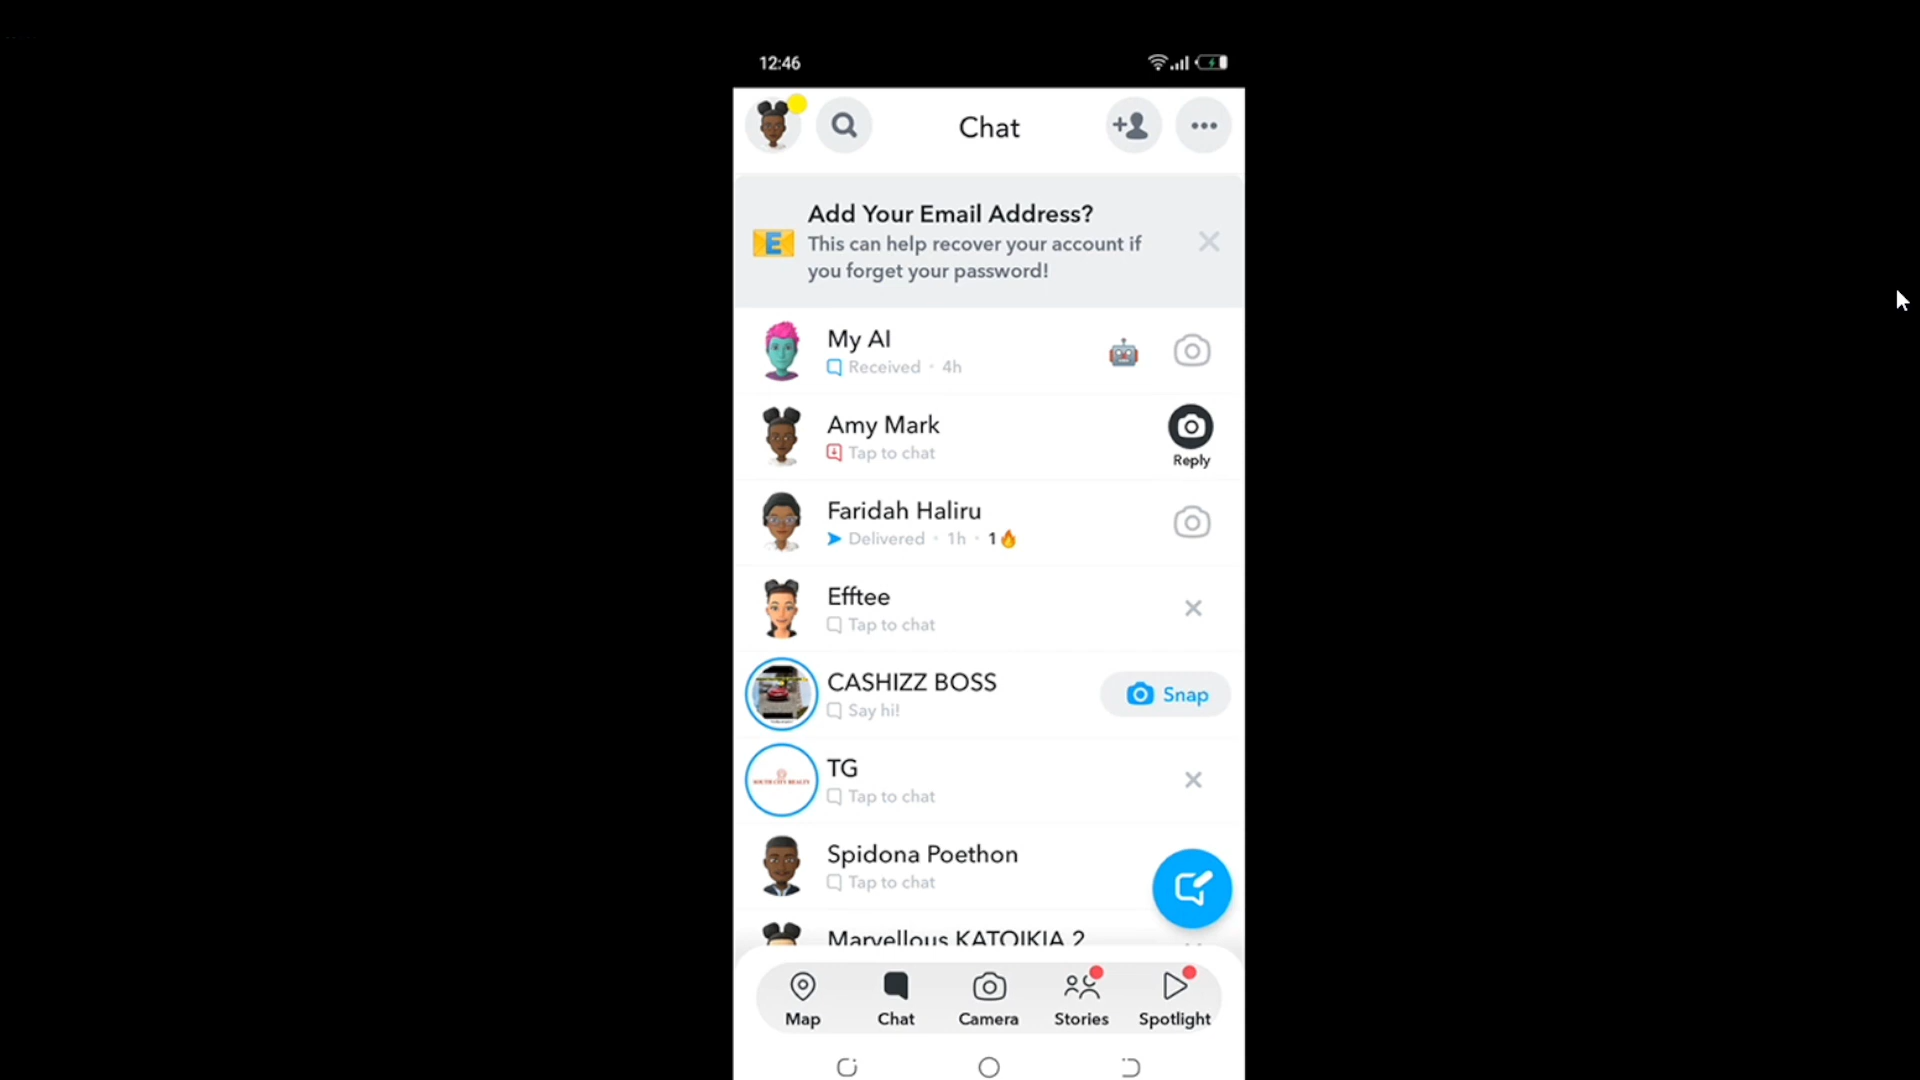 12:46
Chat
Add Your Email Address?
This can help recover your account if
you forget your password!
E
My AI
Received · 4h
Amy Mark
Tap to chat
Reply
Faridah Haliru
Delivered · 1h · 1🔥
Efftee
Tap to chat
CASHIZZ BOSS
Say hi!
Snap
TG
Tap to chat
SOUTH CITY REALTY
Spidona Poethon
Tap to chat
Marvellous KATOIKIA 2
Map
Chat
Camera
Stories
Spotlight